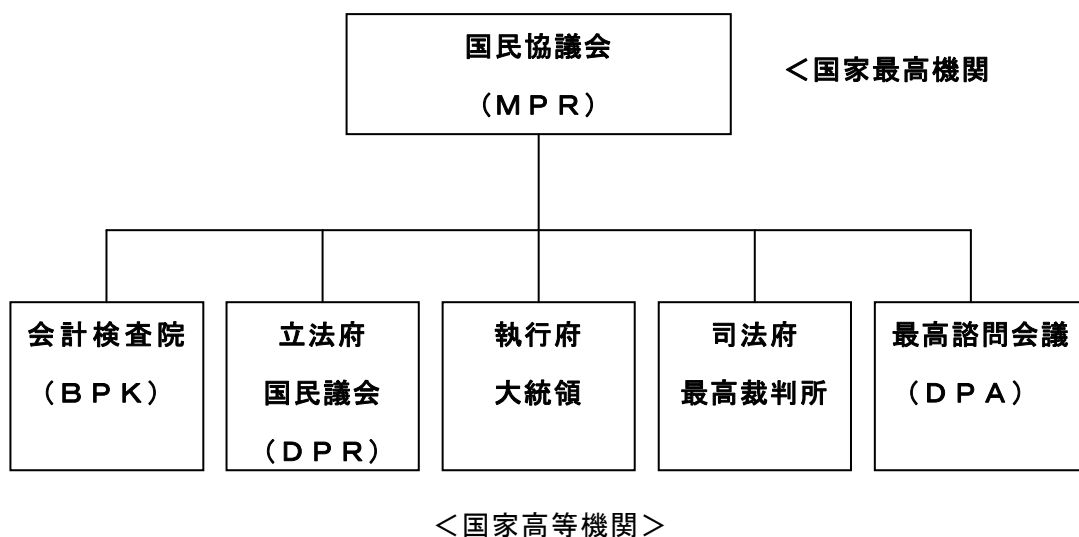 国民協議会
（ＭＰＲ）
＜国家最高機関
会計検査院
（ＢＰＫ）
立法府
国民議会
（ＤＰＲ）
執行府
大統領
司法府
最高裁判所
最高諮問会議
（ＤＰＡ）
＜国家高等機関＞